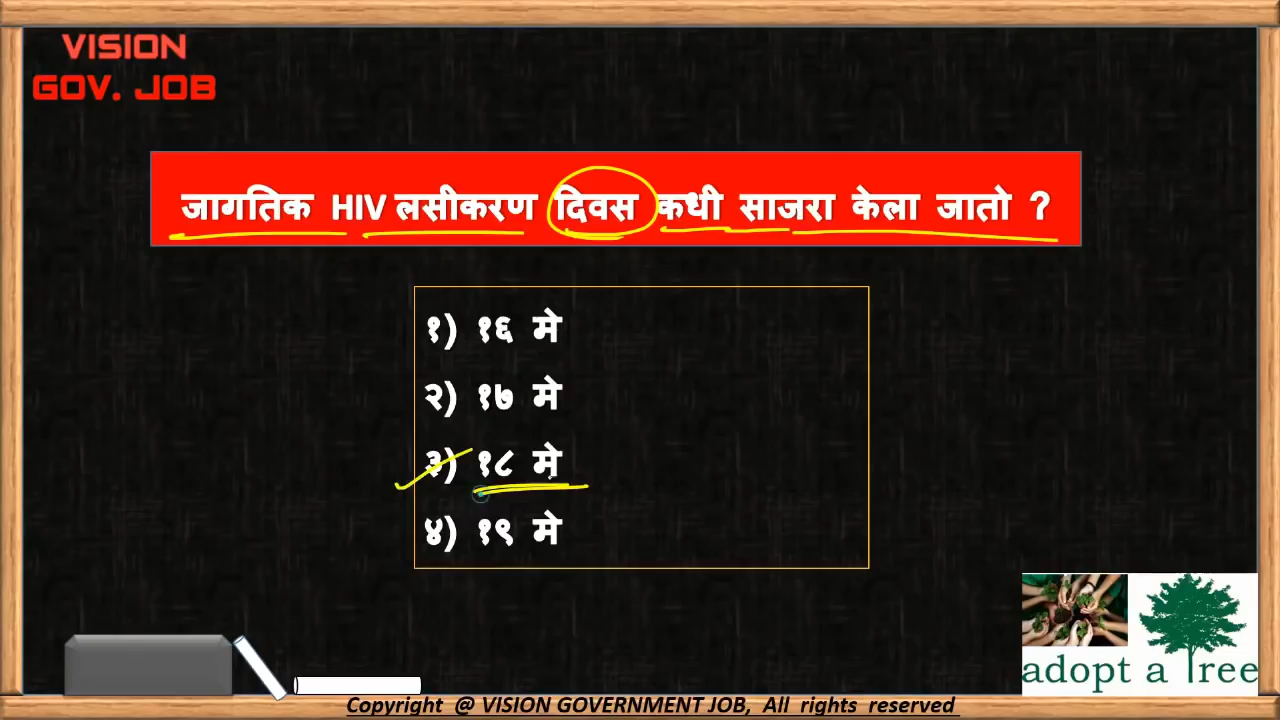 VISION
GOV. JOB
जागतिक HIV लसीकरण दिवस कधी साजरा केला जातो ?
१) १६ मे
२) १७ मे
३) १८ मे
४) १९ मे
adopt a Tree
Copyright @ VISION GOVERNMENT JOB, All rights reserved